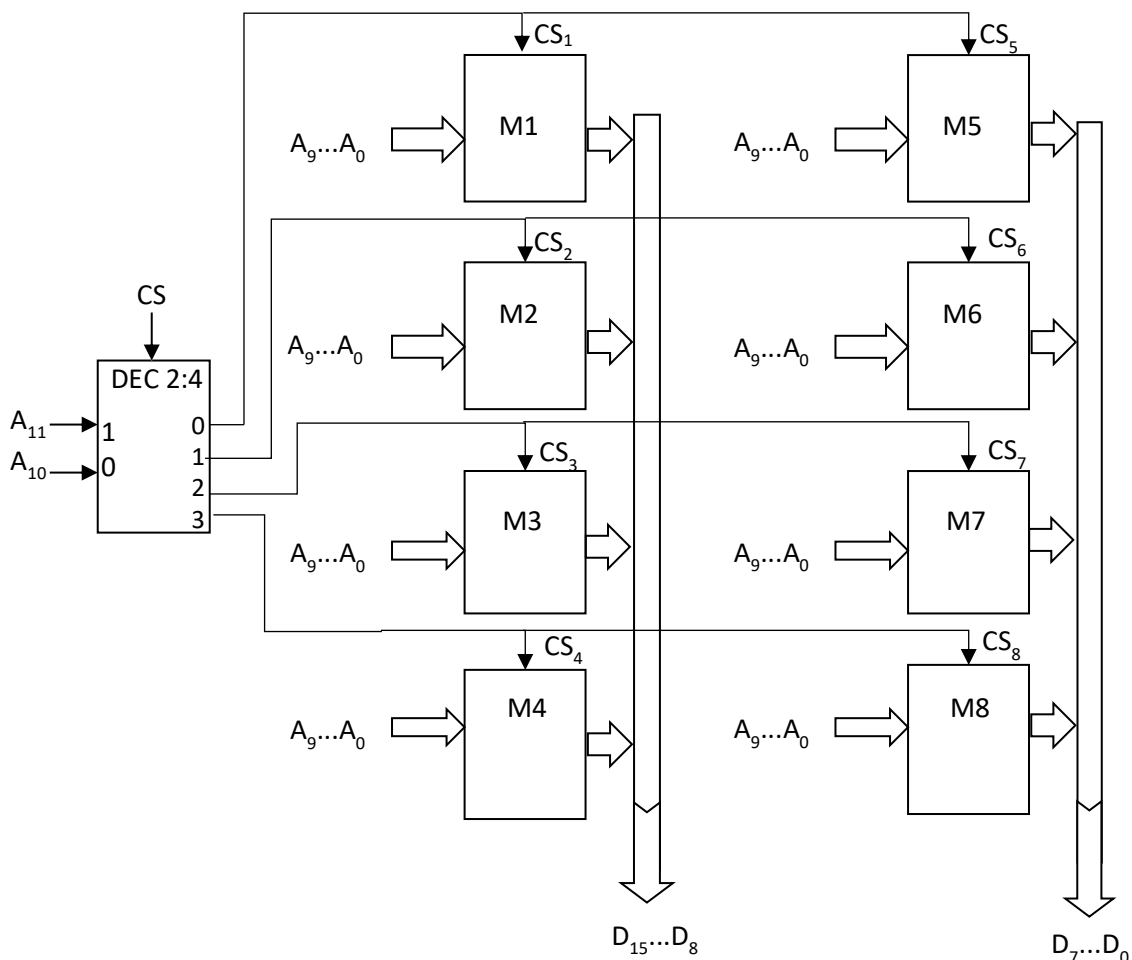 CS₁
CS₅
M1
M5
A₉...A₀
A₉...A₀
CS₂
CS₆
M2
M6
A₉...A₀
A₉...A₀
CS
DEC 2:4
A₁₁
1
0
A₁₀
0
1
2
3
CS₃
CS₇
M3
M7
A₉...A₀
A₉...A₀
CS₄
CS₈
M4
M8
A₉...A₀
A₉...A₀
D₁₅...D₈
D₇...D₀